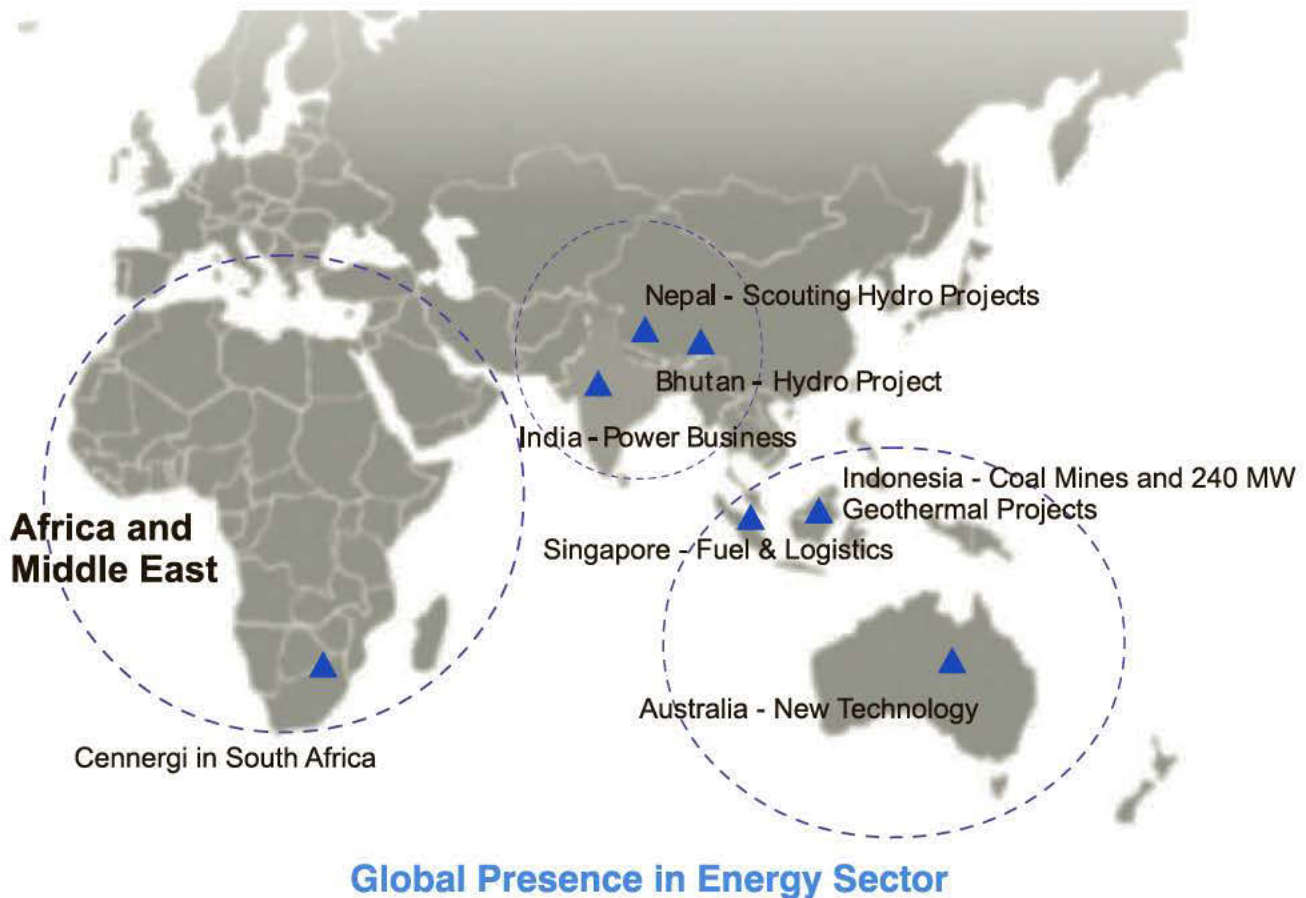 Nepal - Scouting Hydro Projects
Bhutan - Hydro Project
India - Power Business
Indonesia - Coal Mines and 240 MW
Geothermal Projects
Singapore - Fuel & Logistics
Africa and
Middle East
Australia - New Technology
Cennergi in South Africa
Global Presence in Energy Sector